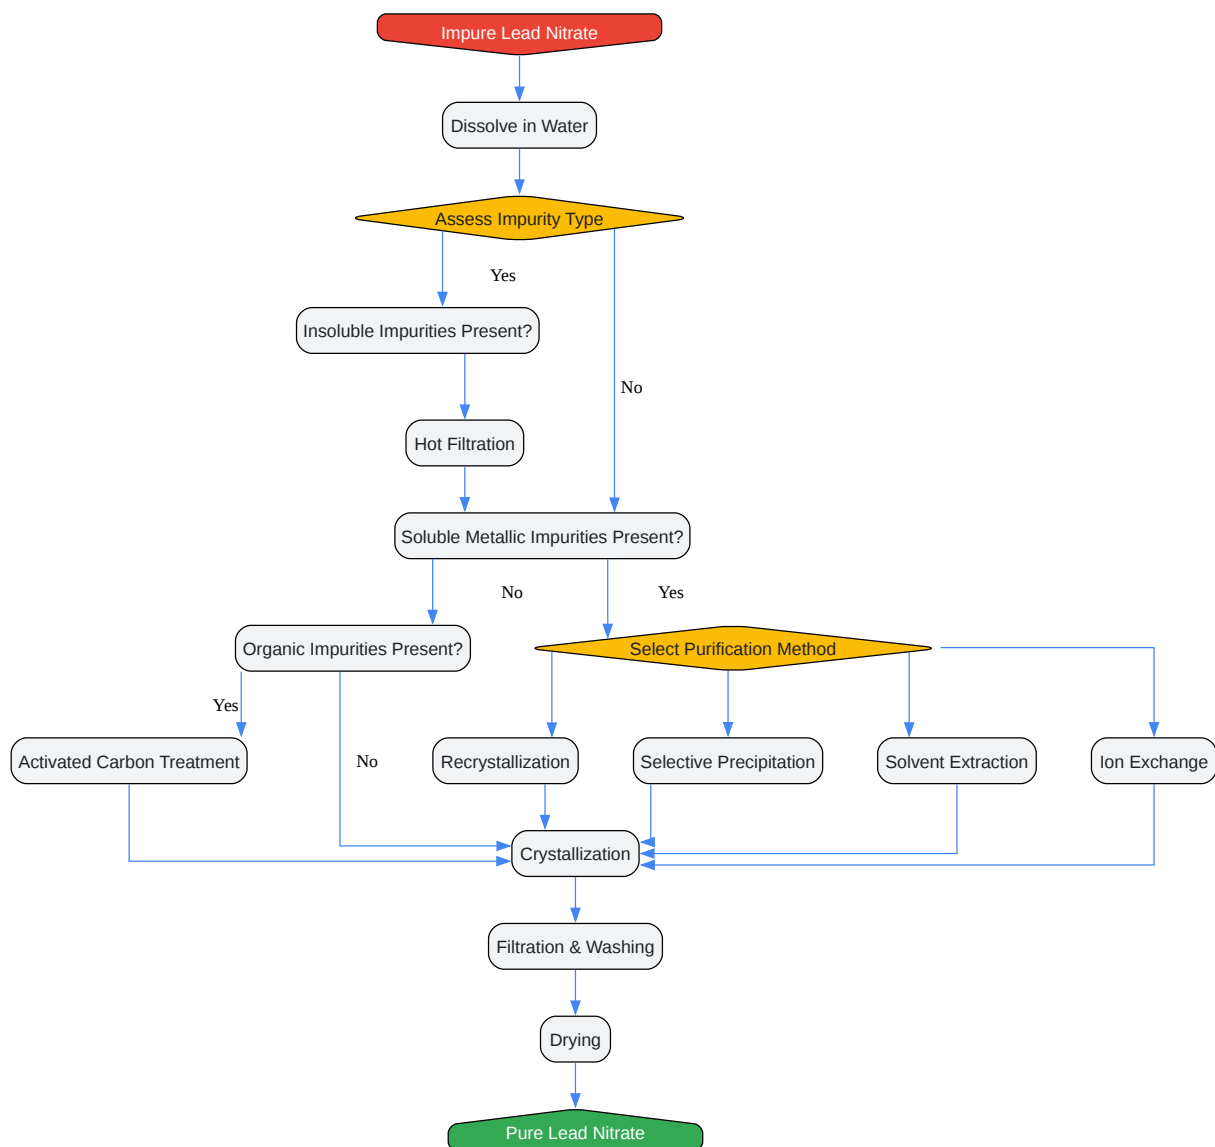 Impure Lead Nitrate
Dissolve in Water
Assess Impurity Type
Yes
Insoluble Impurities Present?
No
Hot Filtration
Soluble Metallic Impurities Present?
No
Yes
Organic Impurities Present?
Select Purification Method
Yes
No
Activated Carbon Treatment
Recrystallization
Selective Precipitation
Solvent Extraction
Ion Exchange
Crystallization
Filtration & Washing
Drying
Pure Lead Nitrate